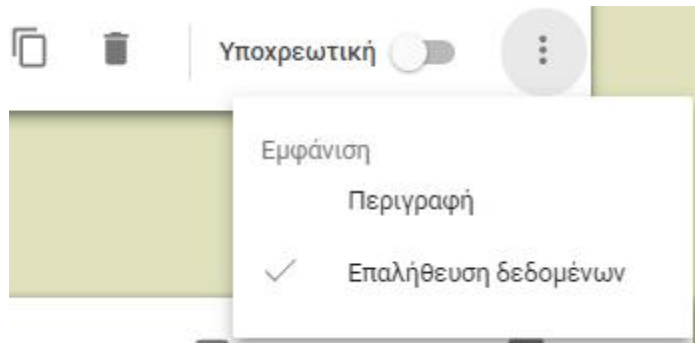 Υποχρεωτική
Εμφάνιση
Περιγραφή
Επαλήθευση δεδομένων